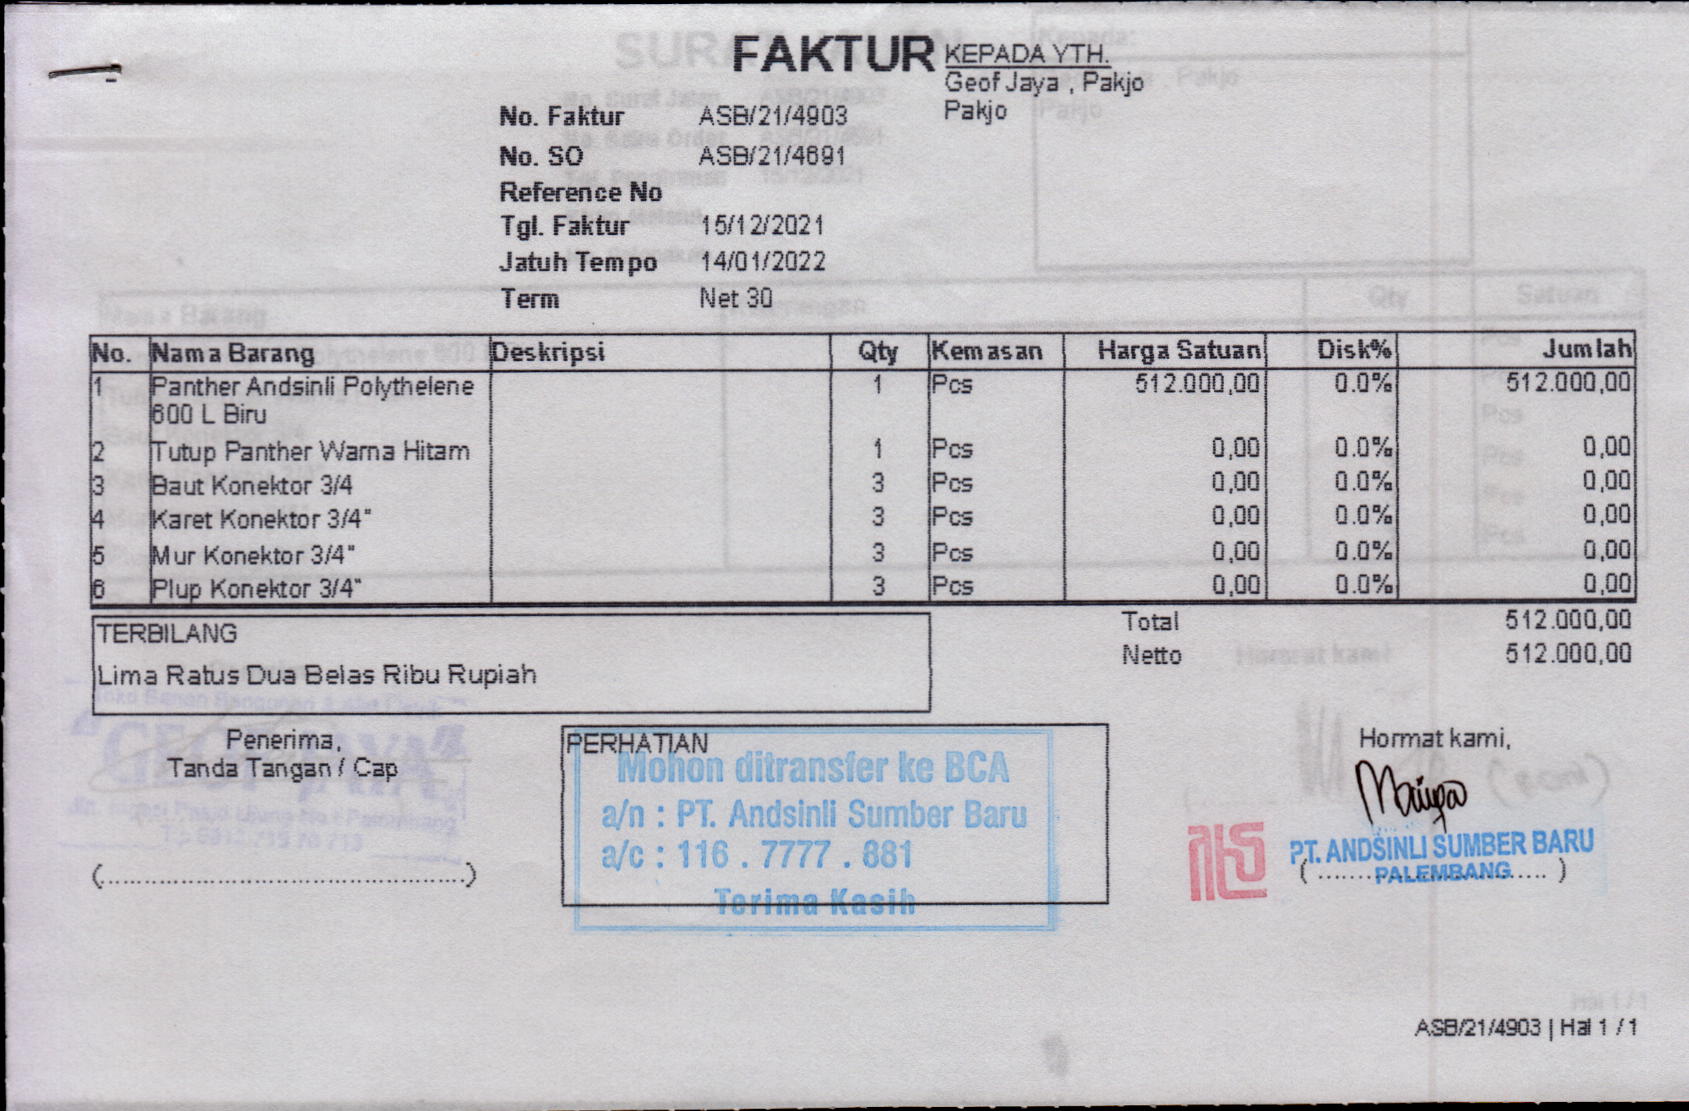 FAKTUR
KEPADA YTH.
Geof Jaya , Pakjo
Pakjo
No. Faktur ASB/21/4903
No. SO ASB/21/4691
Reference No
Tgl. Faktur 15/12/2021
Jatuh Tempo 14/01/2022
Term Net 30
No. Nama Barang Deskripsi Qty Kemasan Harga Satuan Disk% Jumlah
1 Panther Andsinli Polythelene 1 Pcs 512.000,00 0.0% 512.000,00
600 L Biru
2 Tutup Panther Warna Hitam 1 Pcs 0,00 0.0% 0,00
3 Baut Konektor 3/4 3 Pcs 0,00 0.0% 0,00
4 Karet Konektor 3/4" 3 Pcs 0,00 0.0% 0,00
5 Mur Konektor 3/4" 3 Pcs 0,00 0.0% 0,00
6 Plup Konektor 3/4" 3 Pcs 0,00 0.0% 0,00
Total 512.000,00
Netto 512.000,00
TERBILANG
Lima Ratus Dua Belas Ribu Rupiah
Penerima,
Tanda Tangan / Cap
(..............................................)
PERHATIAN
Mohon ditransfer ke BCA
a/n : PT. Andsinli Sumber Baru
a/c : 116 . 7777 . 881
Terima Kasih
Hormat kami,
PT. ANDSINLI SUMBER BARU
PALEMBANG
ASB/21/4903 | Hal 1 / 1